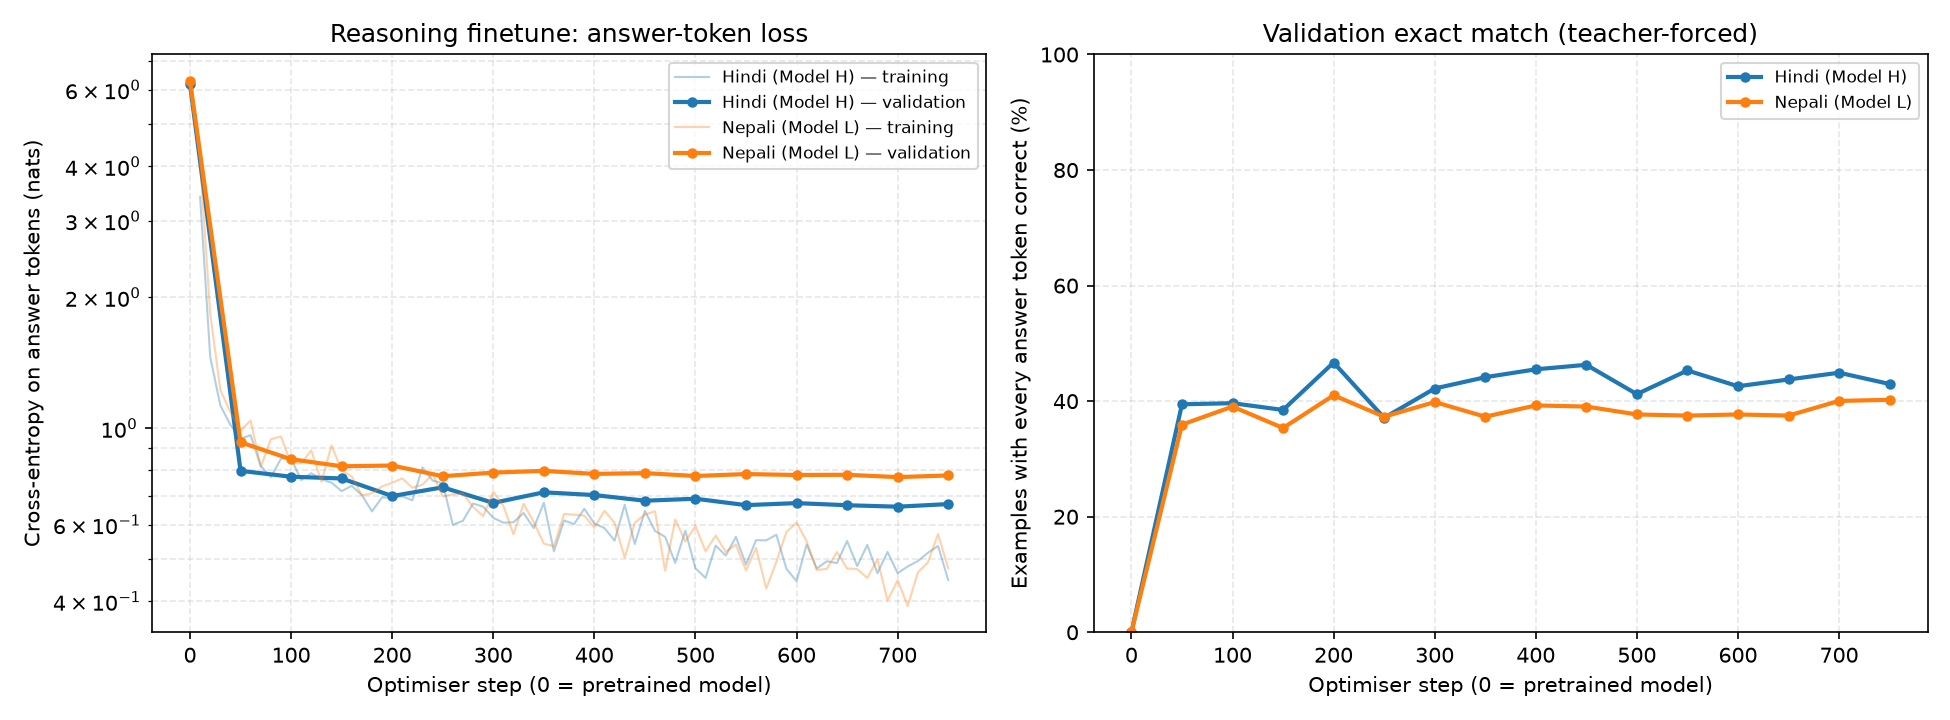 Reasoning finetune: answer-token loss
Cross-entropy on answer tokens (nats)
6 × 10⁰
4 × 10⁰
3 × 10⁰
2 × 10⁰
10⁰
6 × 10⁻¹
4 × 10⁻¹
Hindi (Model H) — training
Hindi (Model H) — validation
Nepali (Model L) — training
Nepali (Model L) — validation
0 100 200 300 400 500 600 700
Optimiser step (0 = pretrained model)
Validation exact match (teacher-forced)
Examples with every answer token correct (%)
100
80
60
40
20
0
Hindi (Model H)
Nepali (Model L)
0 100 200 300 400 500 600 700
Optimiser step (0 = pretrained model)